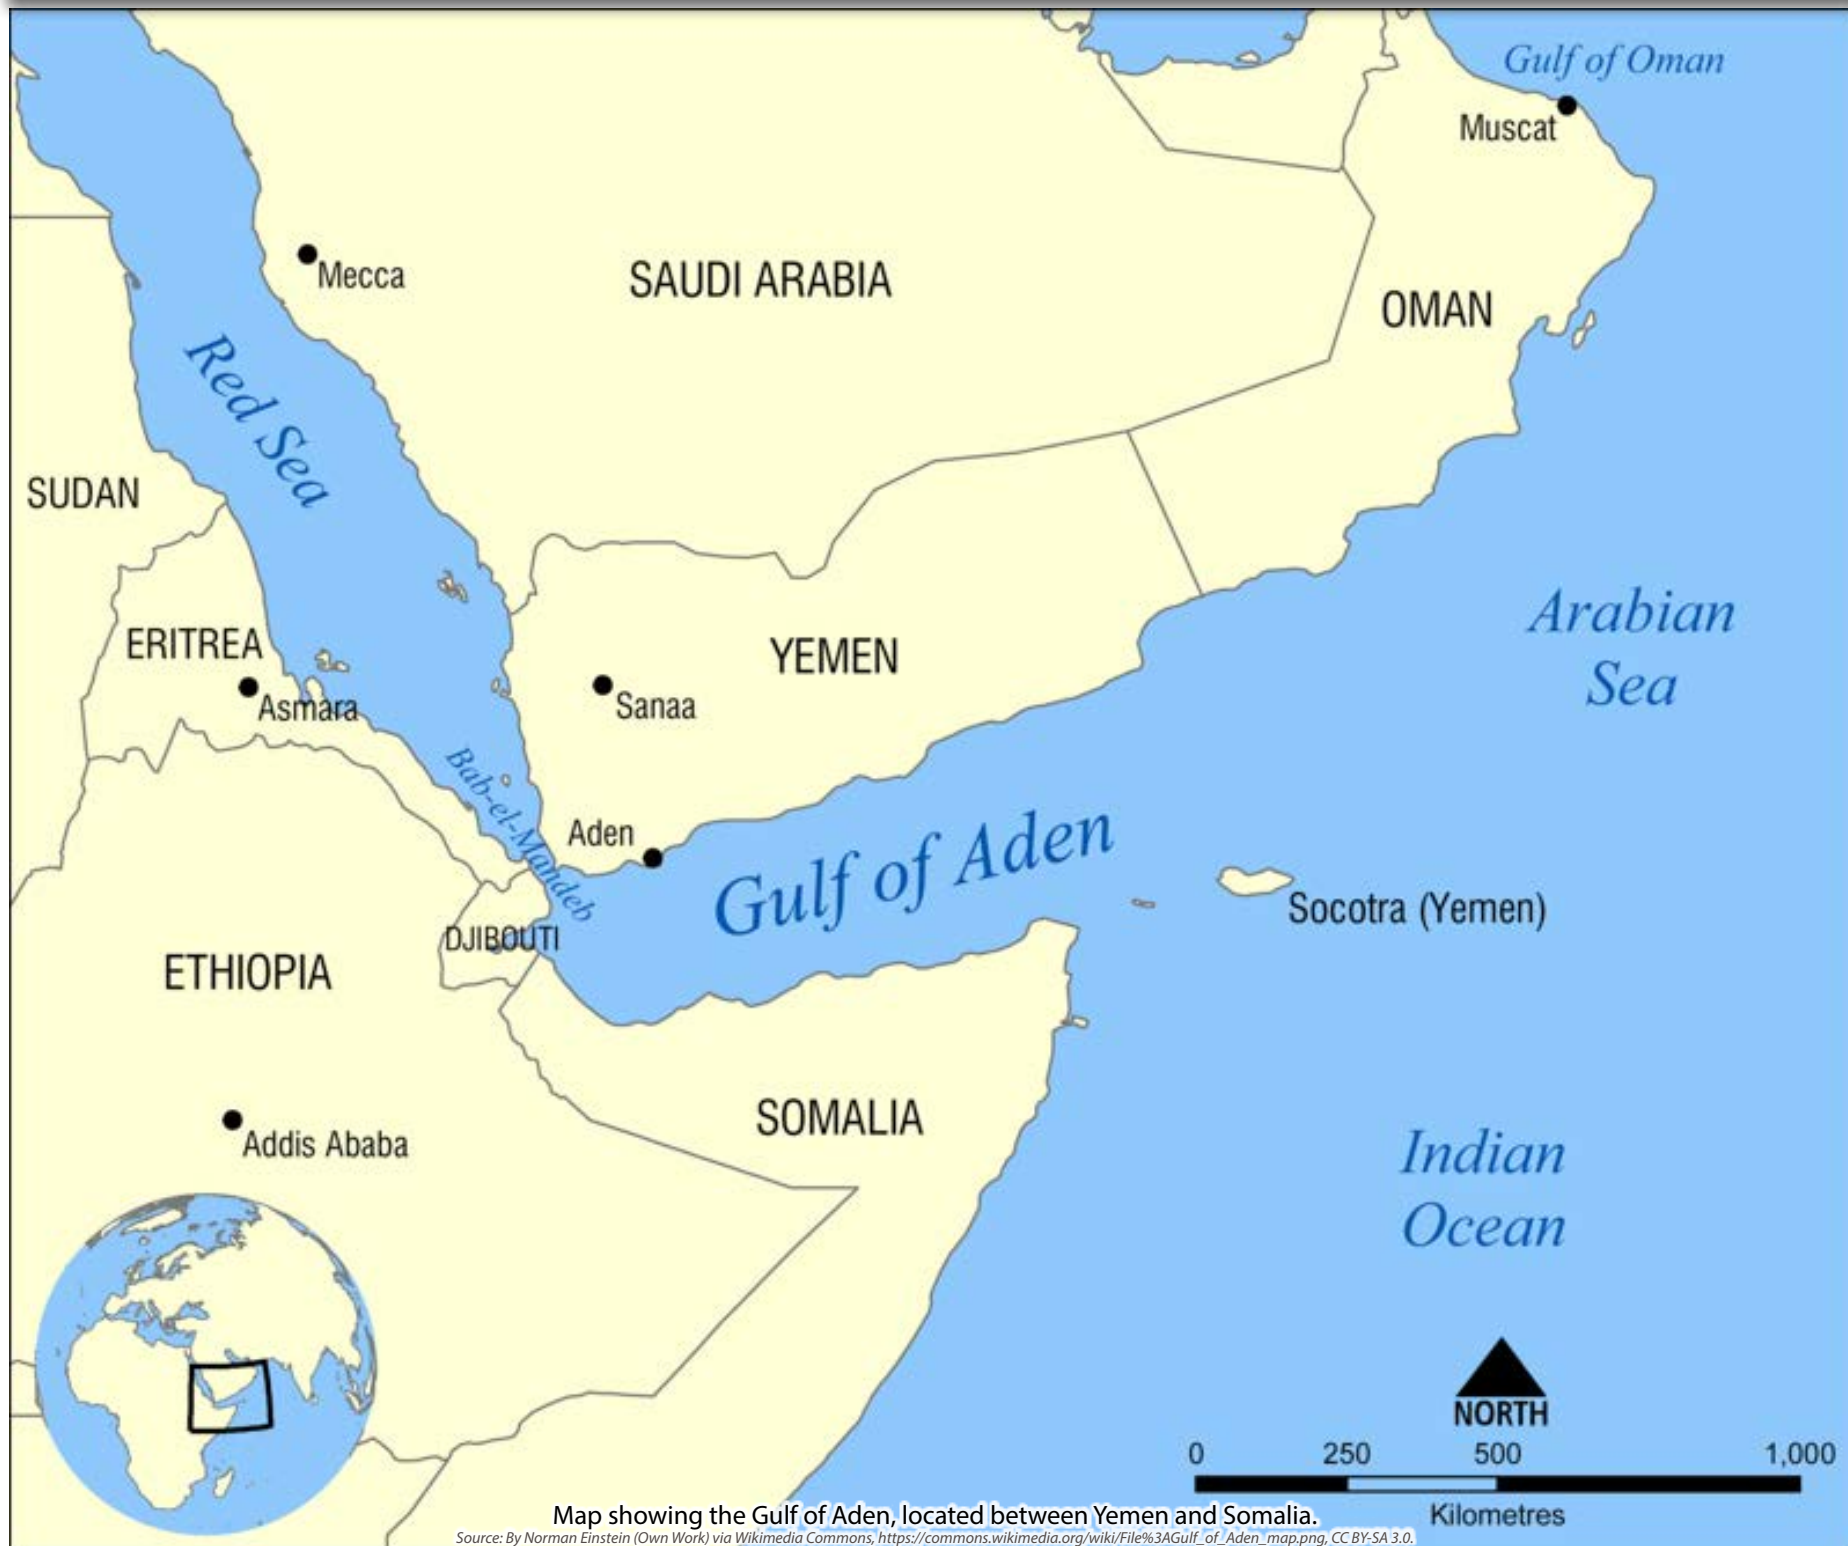 Gulf of Oman
Muscat
Mecca
SAUDI ARABIA
OMAN
Red Sea
SUDAN
Arabian
Sea
ERITREA
Asmara
YEMEN
Sanaa
Bab-el-Mandeb
Aden
Gulf of Aden
Socotra (Yemen)
DJIBOUTI
ETHIOPIA
SOMALIA
Addis Ababa
Indian
Ocean
NORTH
0 250 500 1,000
Kilometres
Map showing the Gulf of Aden, located between Yemen and Somalia.
Source: By Norman Einstein (Own Work) via Wikimedia Commons, https://commons.wikimedia.org/wiki/File%3AGulf_of_Aden_map.png, CC BY-SA 3.0.